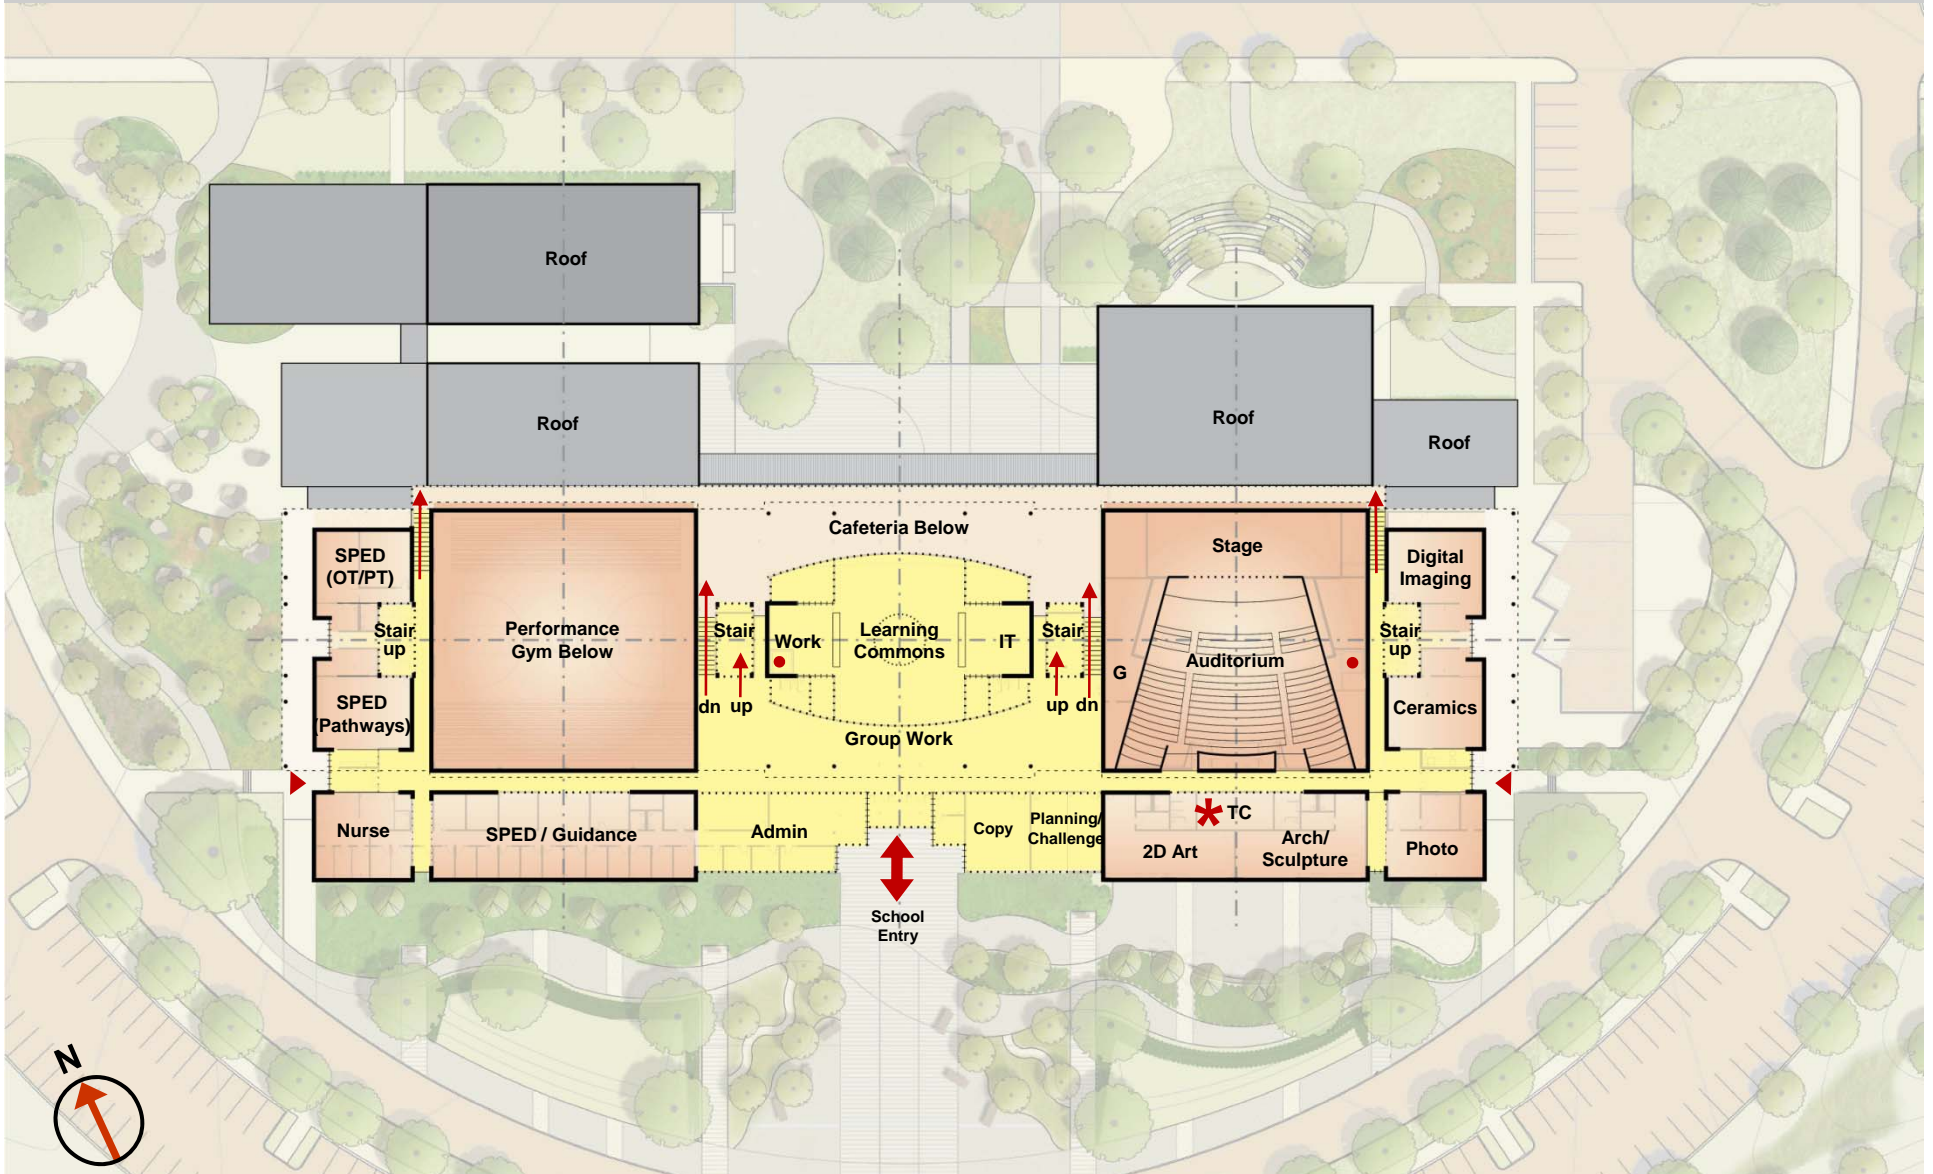 Roof
Roof
Roof
Roof
Cafeteria Below
SPED
(OT/PT)
Stair
up
SPED
(Pathways)
Performance
Gym Below
Stair
dn
up
Work
Learning
Commons
IT
Group Work
Stair
up
dn
G
Stage
Auditorium
Digital
Imaging
Stair
up
Ceramics
Nurse
SPED / Guidance
Admin
Copy
Planning/
Challenge
TC
2D Art
Arch/
Sculpture
Photo
School
Entry
N